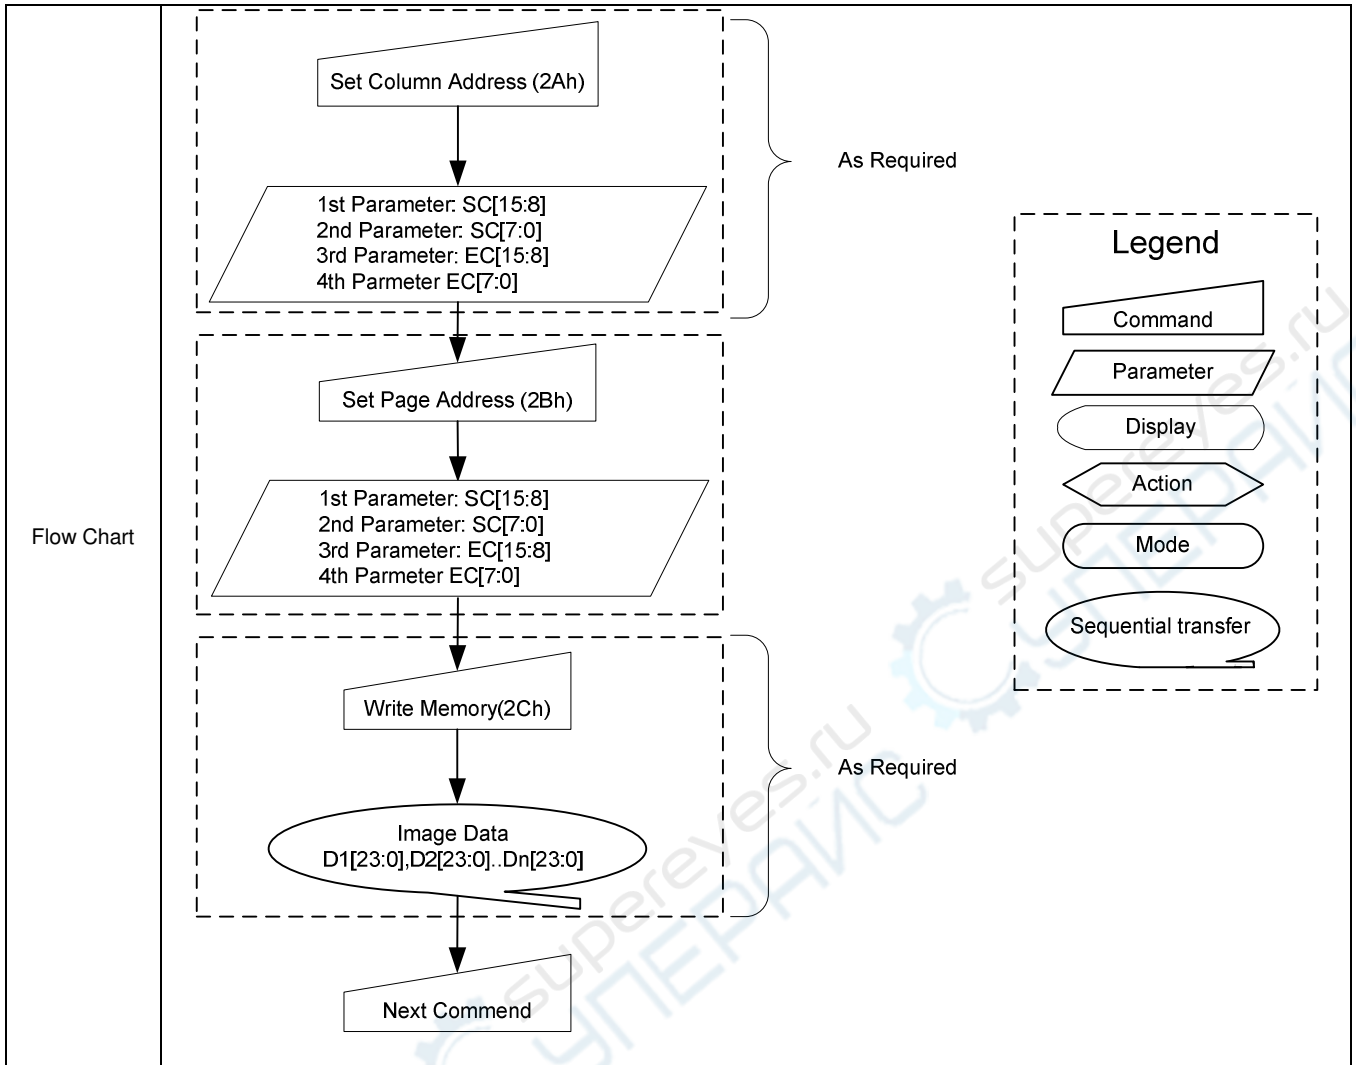 Flow Chart
Set Column Address (2Ah)
1st Parameter: SC[15:8]
2nd Parameter: SC[7:0]
3rd Parameter: EC[15:8]
4th Parmeter EC[7:0]
As Required
Set Page Address (2Bh)
1st Parameter: SC[15:8]
2nd Parameter: SC[7:0]
3rd Parameter: EC[15:8]
4th Parmeter EC[7:0]
Write Memory(2Ch)
Image Data
D1[23:0],D2[23:0]..Dn[23:0]
As Required
Next Commend
Legend
Command
Parameter
Display
Action
Mode
Sequential transfer
supereyes.ru
СУПЕРАЙС
supereyes.ru
СУПЕРАЙС